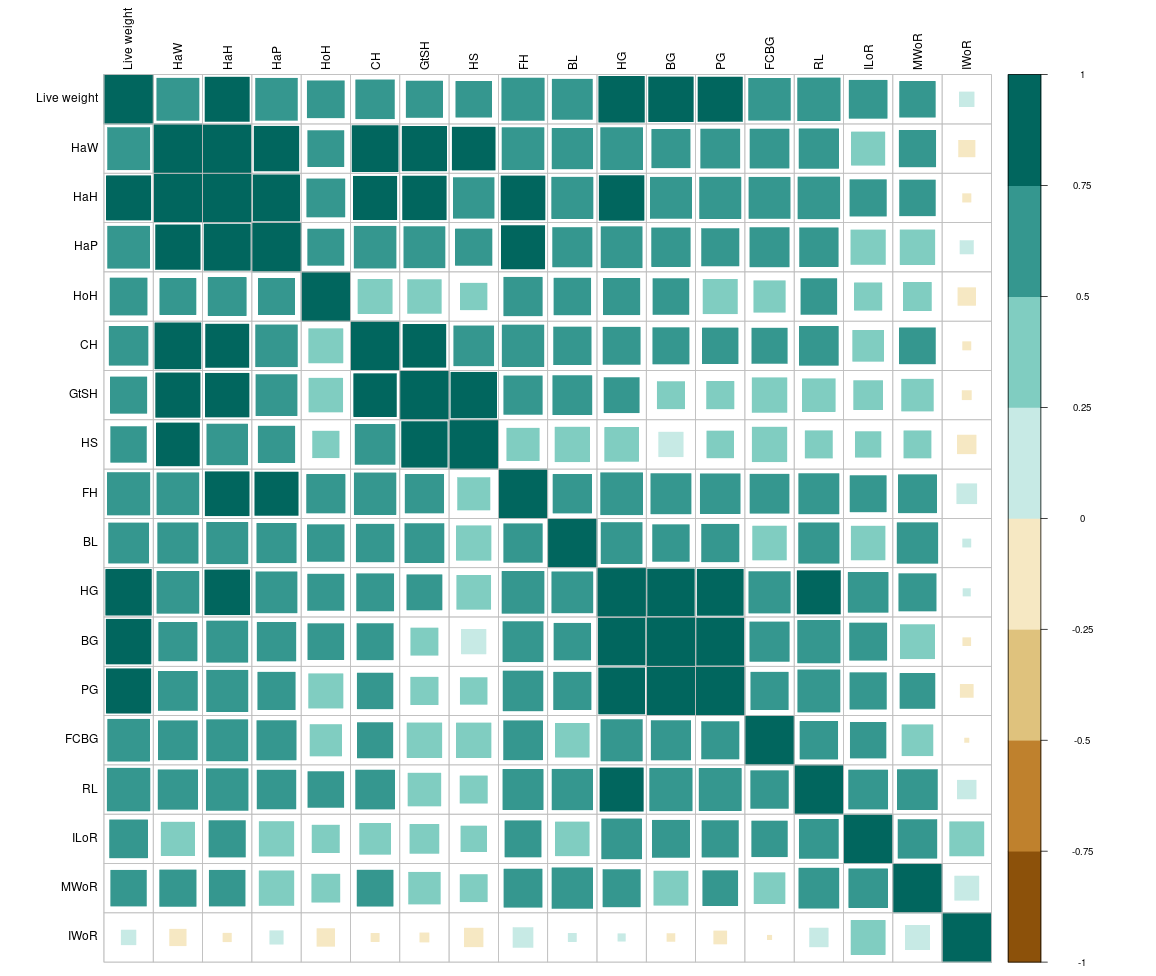 Live weight HaW HaH HaP HoH CH GtSH HS FH BL HG BG PG FCBG RL ILoR MWoR IWoR
Live weight
HaW
HaH
HaP
HoH
CH
GtSH
HS
FH
BL
HG
BG
PG
FCBG
RL
ILoR
MWoR
IWoR
1
0.75
0.5
0.25
0
-0.25
-0.5
-0.75
-1